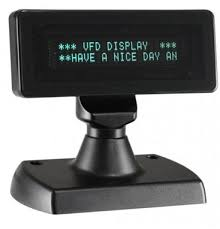 *** VFD DISPLAY ***
**HAVE A NICE DAY AN